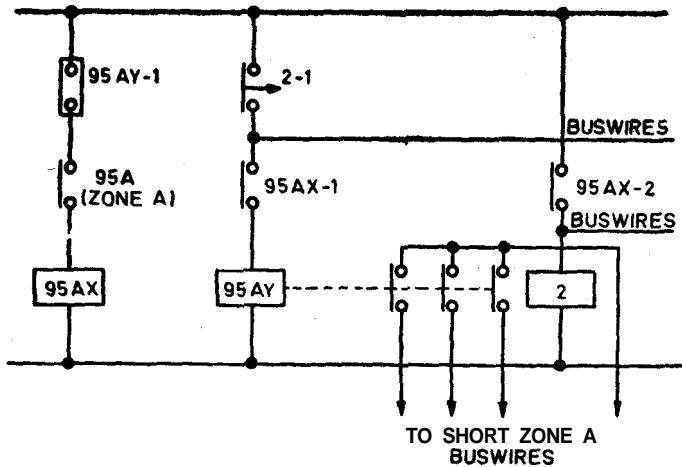 95AY-1
2-1
BUSWIRES
95A
(ZONE A)
95AX-1
95AX-2
BUSWIRES
95AX
95AY
2
TO SHORT ZONE A
BUSWIRES